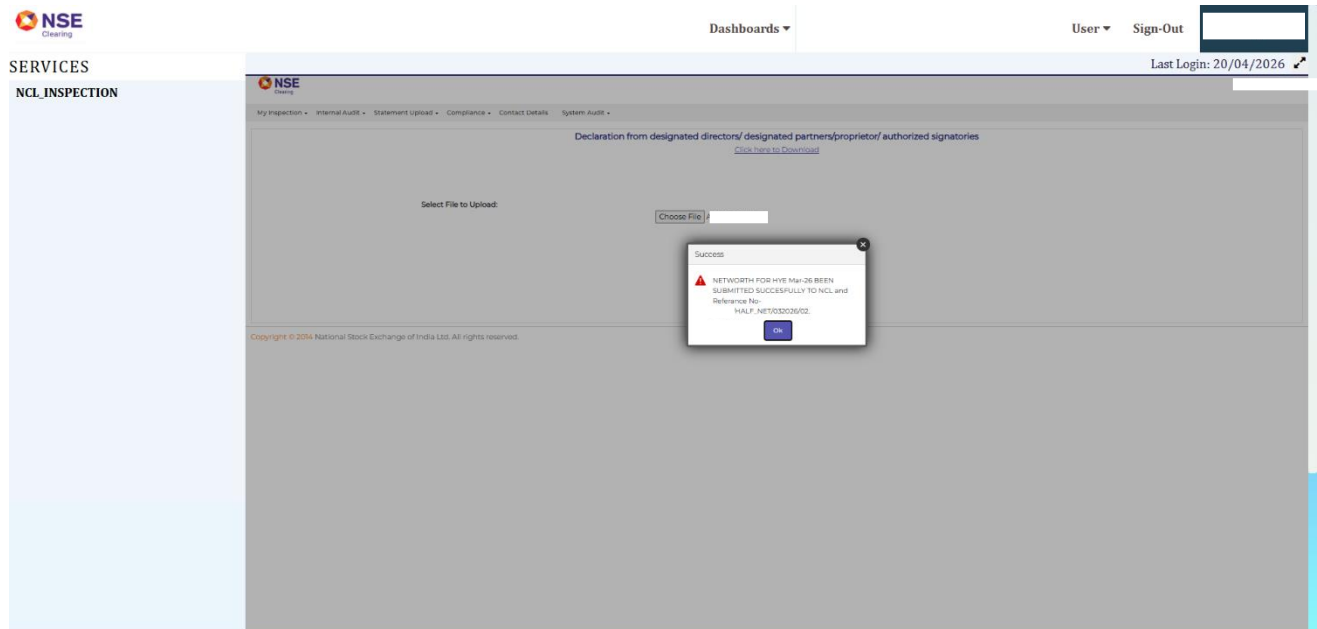 NSE
Clearing
Dashboards
User
Sign-Out
SERVICES
Last Login: 20/04/2026
NCL_INSPECTION
NSE
Clearing
My Inspection Internal Audit Statement Upload Compliance Contact Details System Audit
Declaration from designated directors/ designated partners/proprietor/ authorized signatories
Click here to Download
Select File to Upload:
Choose File
Success
NETWORTH FOR HYE Mar-26 BEEN
SUBMITTED SUCCESFULLY TO NCL and
Referance No-
HALF_NET/032026/02.
Ok
Copyright © 2014 National Stock Exchange of India Ltd. All rights reserved.